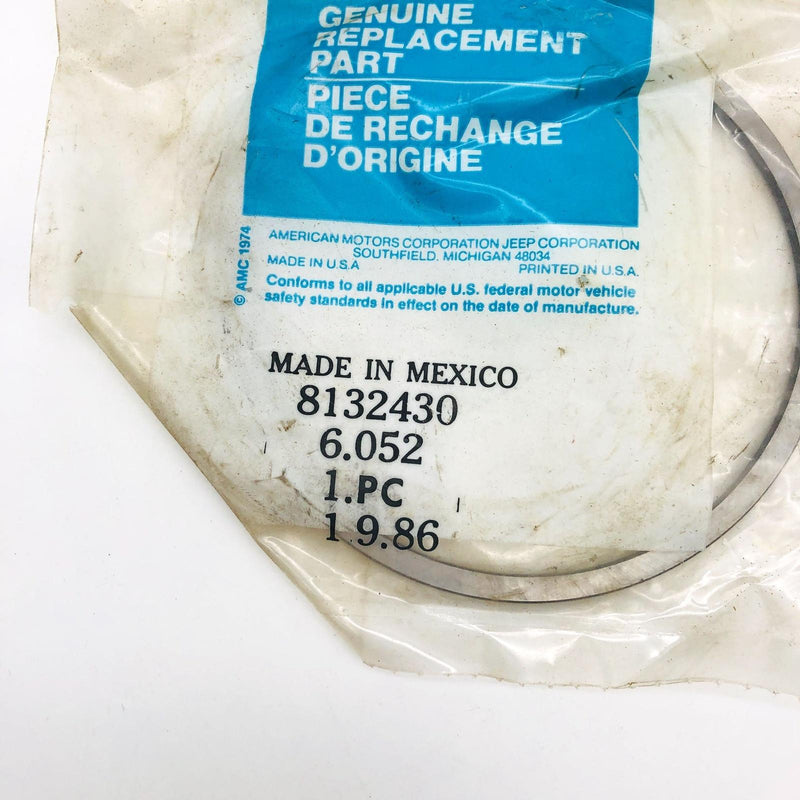 GENUINE
REPLACEMENT
PART
PIECE
DE RECHANGE
D'ORIGINE
AMERICAN MOTORS CORPORATION JEEP CORPORATION
SOUTHFIELD, MICHIGAN 48034
MADE IN U.S.A PRINTED IN U.S.A.
Conforms to all applicable U.S. federal motor vehicle
safety standards in effect on the date of manufacture.
© AMC 1974
MADE IN MEXICO
8132430
6.052
1.PC
1 9.86